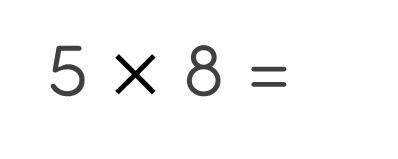 5 × 8 =